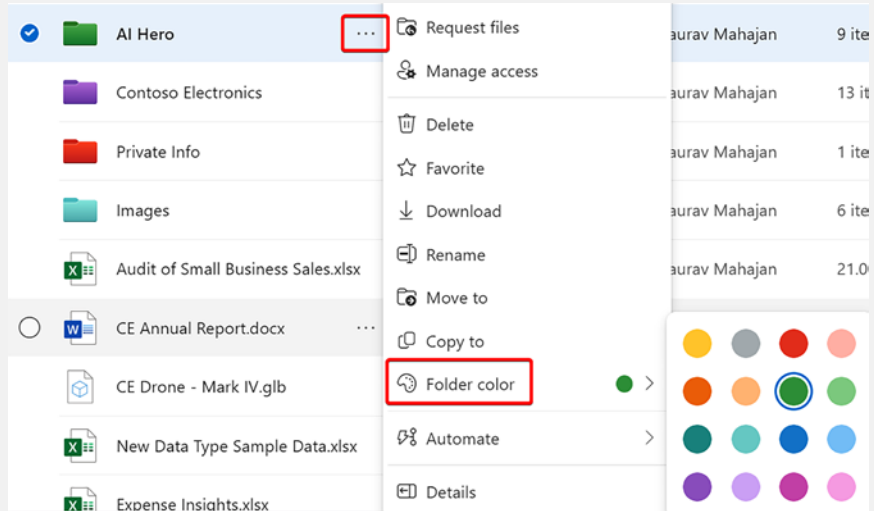 AI Hero ··· Request files aurav Mahajan 9 ite
Manage access
Contoso Electronics aurav Mahajan 13 it
Delete
Private Info aurav Mahajan 1 ite
Favorite
Images Download aurav Mahajan 6 ite
Rename
Audit of Small Business Sales.xlsx aurav Mahajan 21.0
Move to
CE Annual Report.docx ···
Copy to
CE Drone - Mark IV.glb Folder color
New Data Type Sample Data.xlsx Automate
Details
Expense Insights.xlsx